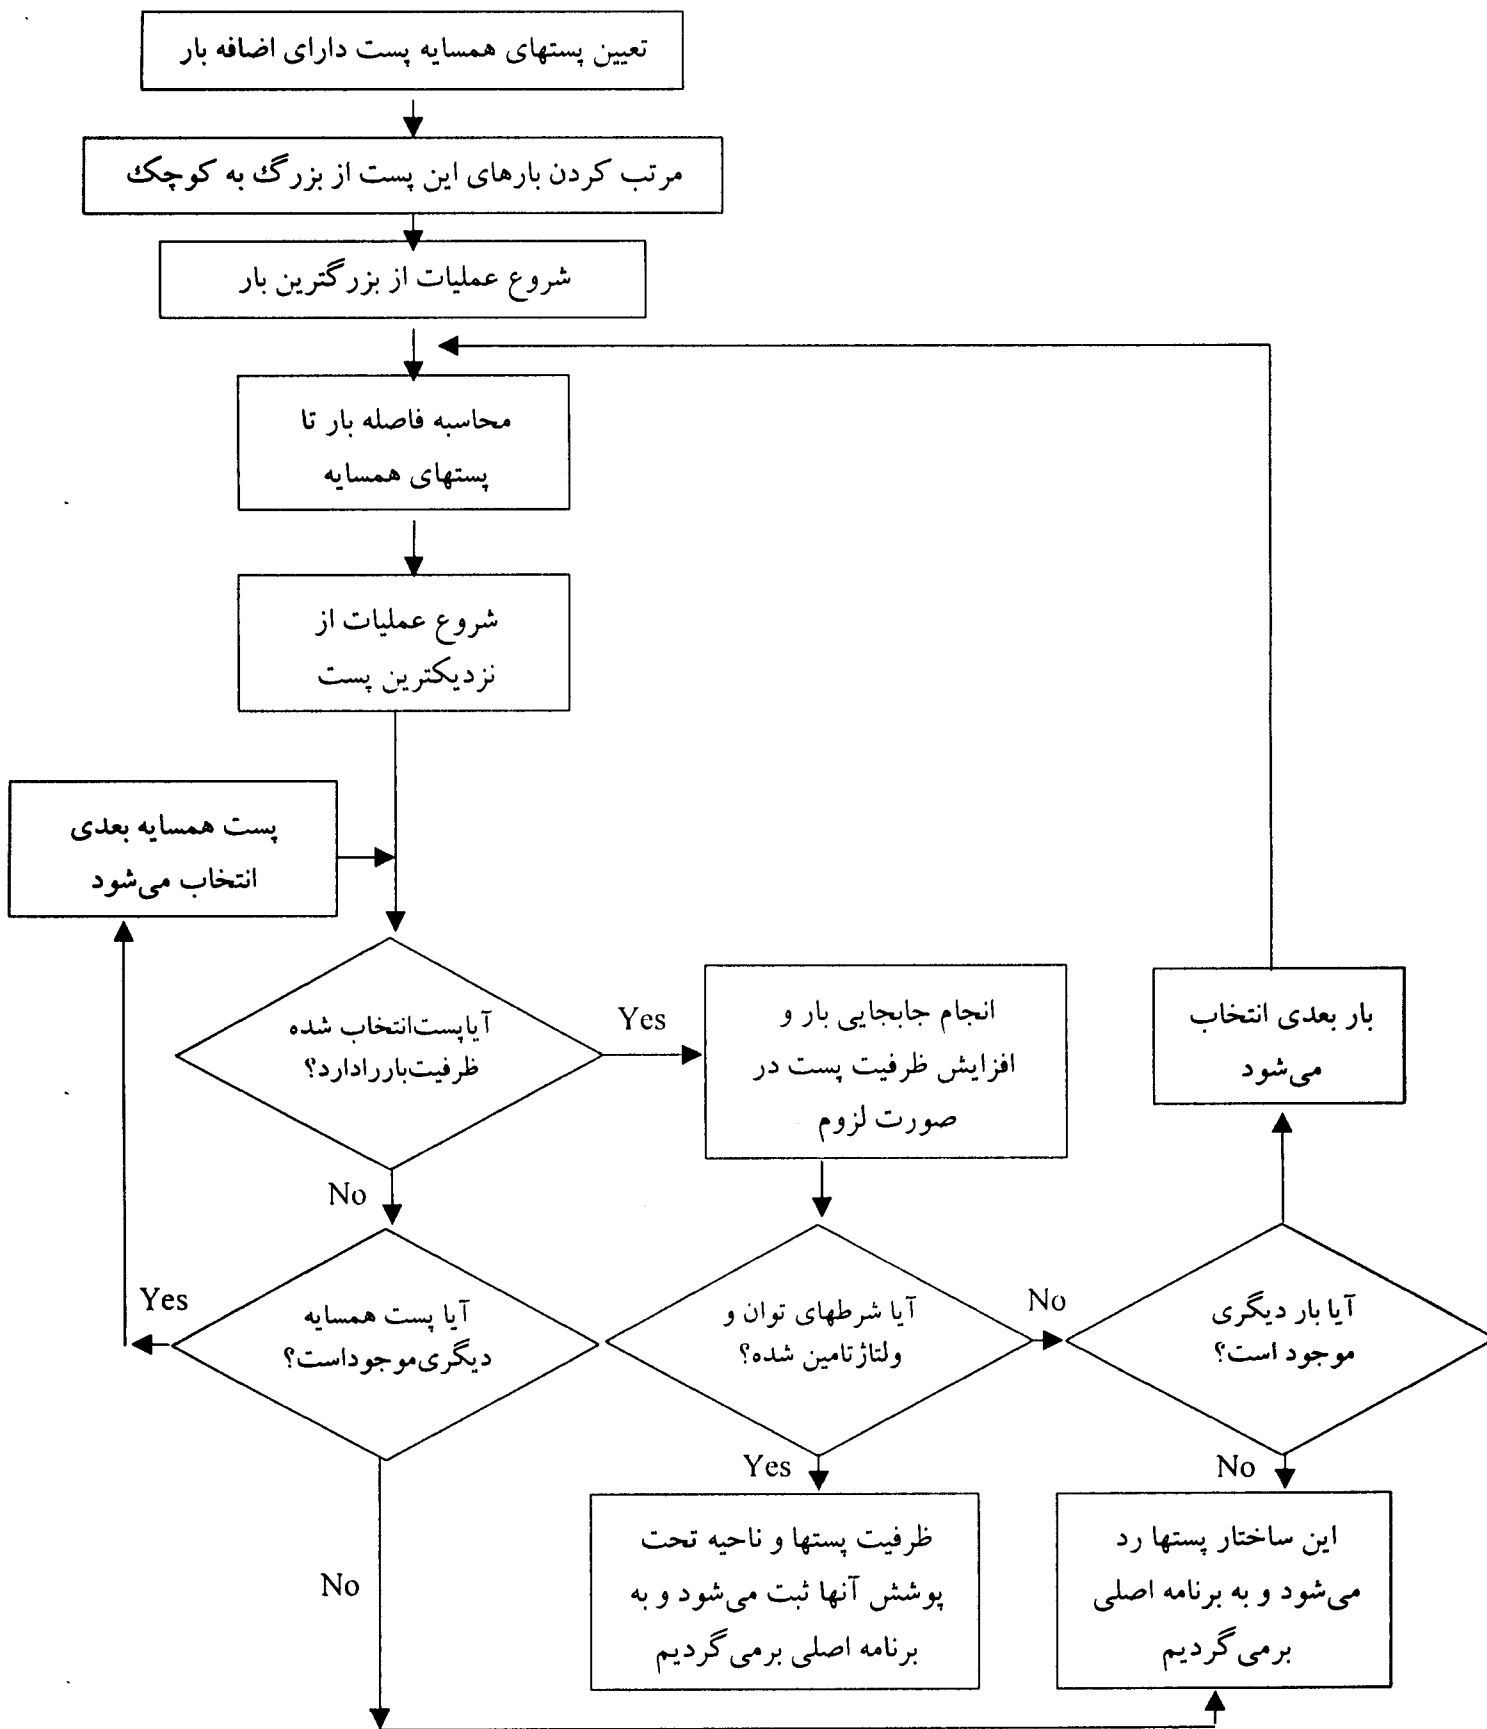 تعیین پستهای همسایه پست دارای اضافه بار
مرتب کردن بارهای این پست از بزرگ به کوچک
شروع عملیات از بزرگترین بار
محاسبه فاصله بار تا
پستهای همسایه
شروع عملیات از
نزدیکترین پست
پست همسایه بعدی
انتخاب می‌شود
آیاپست‌انتخاب شده
ظرفیت‌باررادارد؟
Yes
انجام جابجایی بار و
افزایش ظرفیت پست در
صورت لزوم
بار بعدی انتخاب
می‌شود
No
Yes
آیا پست همسایه
دیگری‌موجوداست؟
آیا شرطهای توان و
ولتاژتامین شده؟
No
آیا بار دیگری
موجود است؟
Yes
No
No
ظرفیت پستها و ناحیه تحت
پوشش آنها ثبت می‌شود و به
برنامه اصلی برمی‌گردیم
این ساختار پستها رد
می‌شود و به برنامه اصلی
برمی‌گردیم